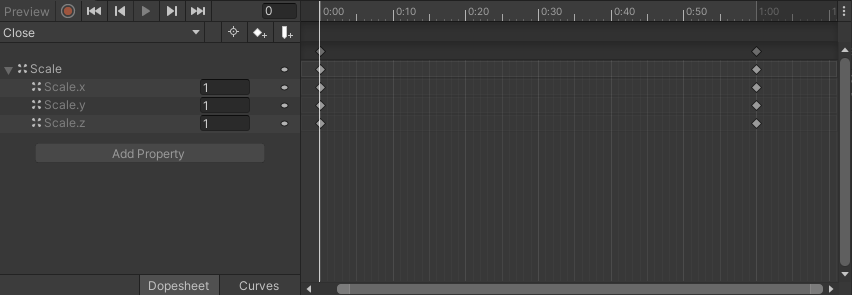 Preview 0 0:00 0:10 0:20 0:30 0:40 0:50 1:00
Close
Scale
Scale.x 1
Scale.y 1
Scale.z 1
Add Property
Dopesheet Curves